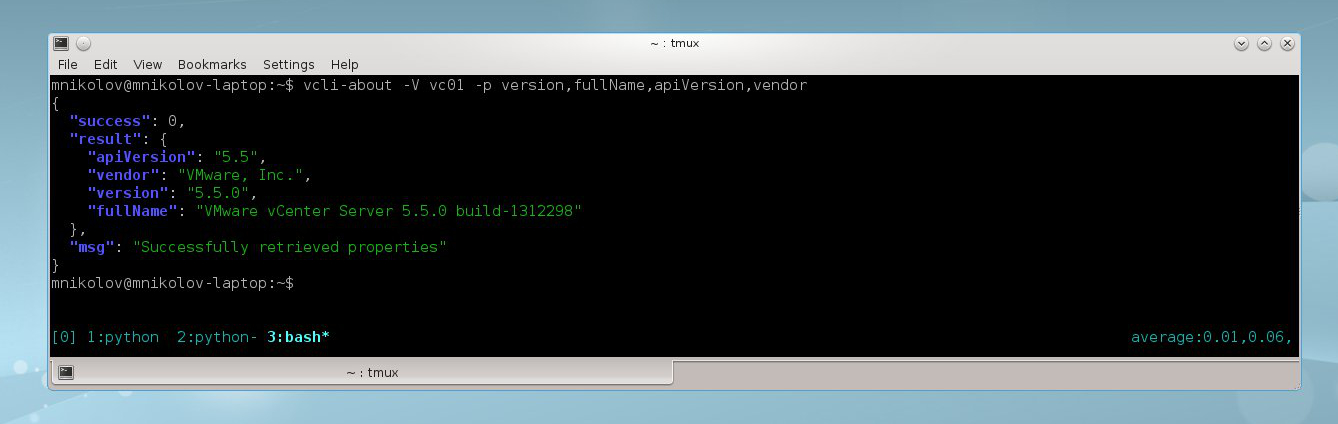 ~ : tmux
File Edit View Bookmarks Settings Help
mnikolov@mnikolov-laptop:~$ vcli-about -V vc01 -p version,fullName,apiVersion,vendor
{
  "success": 0,
  "result": {
    "apiVersion": "5.5",
    "vendor": "VMware, Inc.",
    "version": "5.5.0",
    "fullName": "VMware vCenter Server 5.5.0 build-1312298"
  },
  "msg": "Successfully retrieved properties"
}
mnikolov@mnikolov-laptop:~$
[0] 1:python  2:python- 3:bash* average:0.01,0.06,
~ : tmux